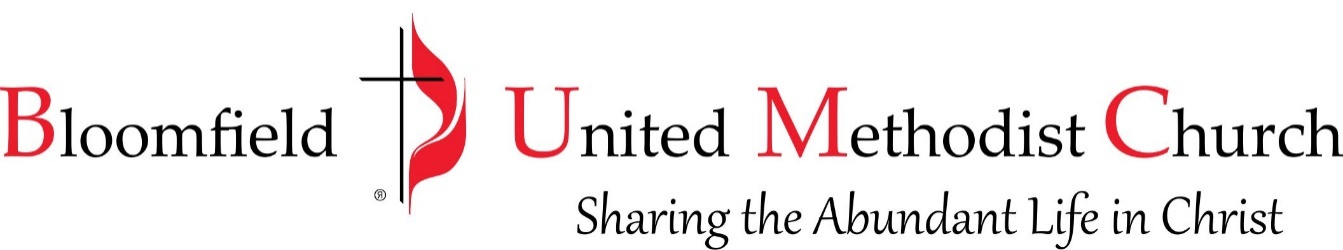 Bloomfield United Methodist Church
®
Sharing the Abundant Life in Christ